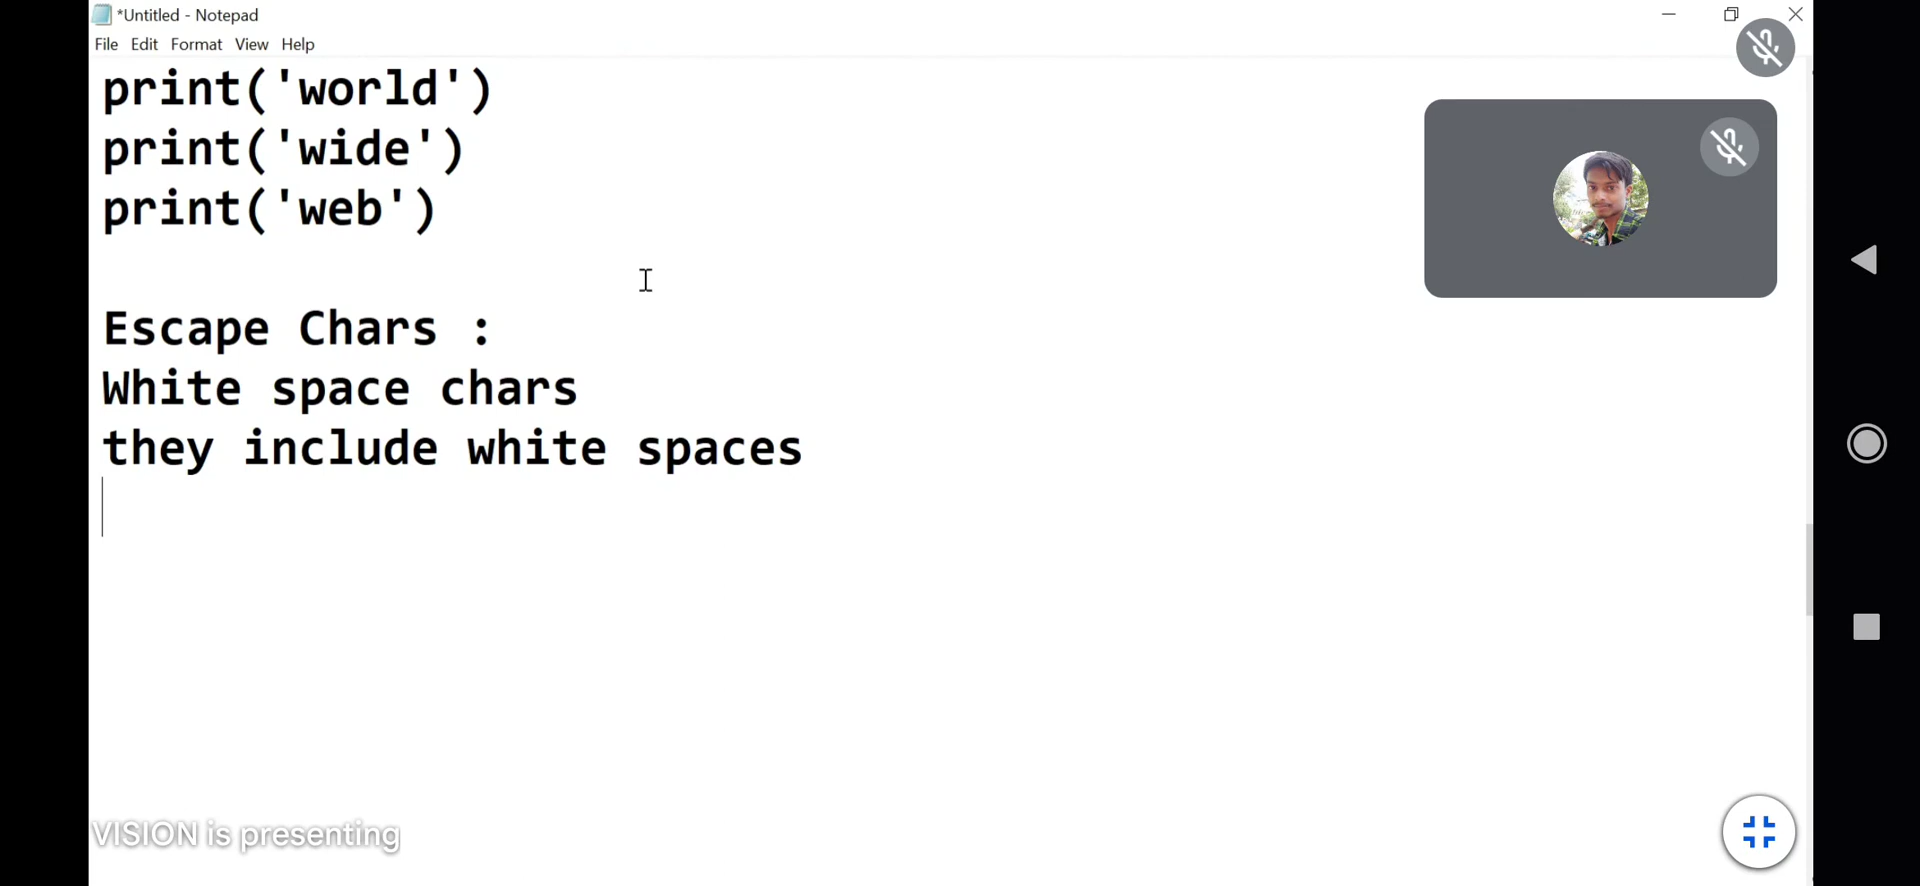 *Untitled - Notepad
File Edit Format View Help
print('world')
print('wide')
print('web')
Escape Chars :
White space chars
they include white spaces
VISION is presenting